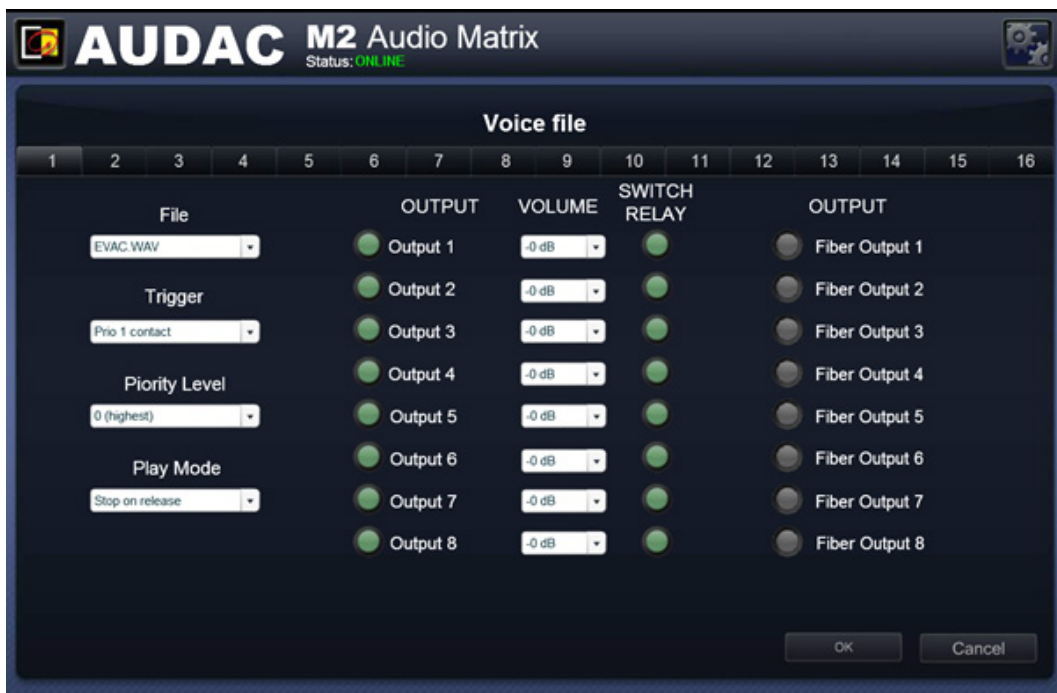 AUDAC M2 Audio Matrix
Status: ONLINE
Voice file
1 2 3 4 5 6 7 8 9 10 11 12 13 14 15 16
File
EVAC.WAV
Trigger
Prio 1 contact
Piority Level
0 (highest)
Play Mode
Stop on release
OUTPUT VOLUME SWITCH RELAY
Output 1 -0 dB
Output 2 -0 dB
Output 3 -0 dB
Output 4 -0 dB
Output 5 -0 dB
Output 6 -0 dB
Output 7 -0 dB
Output 8 -0 dB
OUTPUT
Fiber Output 1
Fiber Output 2
Fiber Output 3
Fiber Output 4
Fiber Output 5
Fiber Output 6
Fiber Output 7
Fiber Output 8
OK Cancel